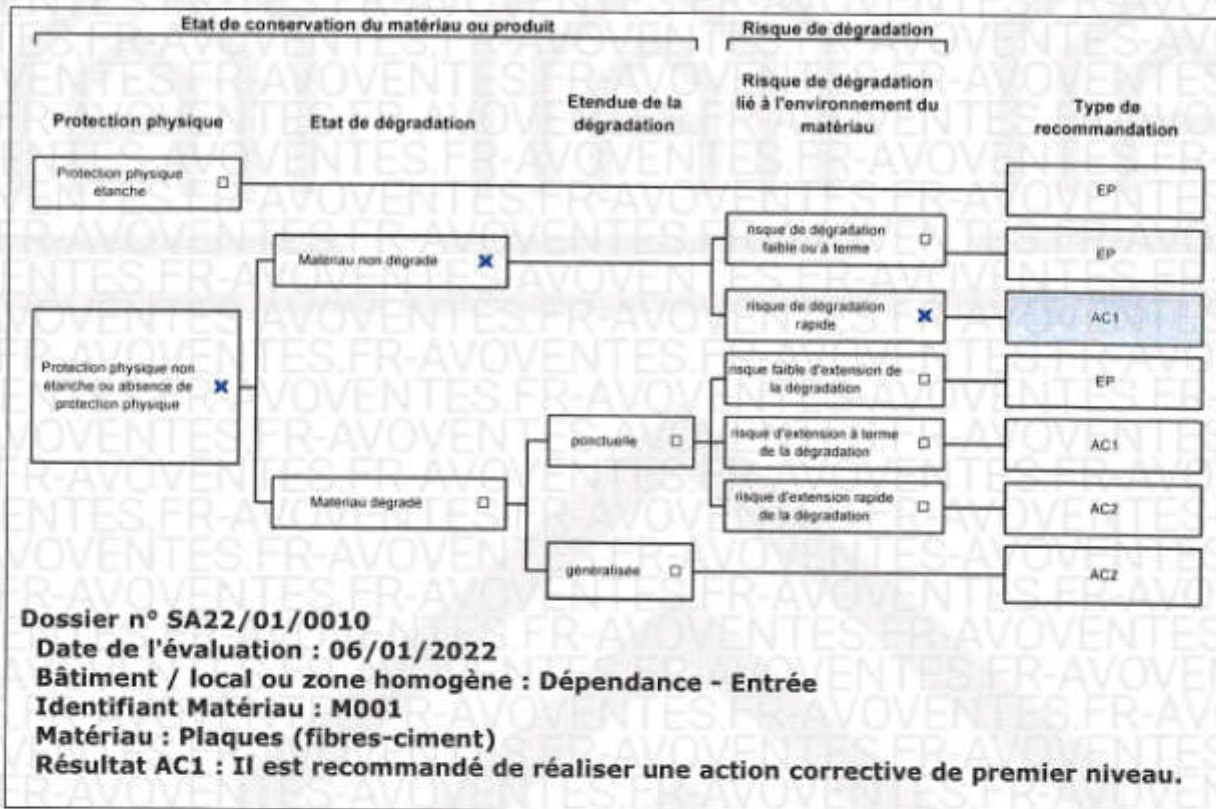 Etat de conservation du matériau ou produit
Risque de dégradation
Protection physique
Etat de dégradation
Etendue de la
dégradation
Risque de dégradation
lié à l'environnement du
matériau
Type de
recommandation
Protection physique
étanche
EP
Matériau non dégradé
risque de dégradation
faible ou à terme
EP
risque de dégradation
rapide
AC1
Protection physique non
étanche ou absence de
protection physique
risque faible d'extension de
la dégradation
EP
ponctuelle
risque d'extension à terme
de la dégradation
AC1
Matériau dégradé
risque d'extension rapide
de la dégradation
AC2
généralisée
AC2
Dossier n° SA22/01/0010
Date de l'évaluation : 06/01/2022
Bâtiment / local ou zone homogène : Dépendance - Entrée
Identifiant Matériau : M001
Matériau : Plaques (fibres-ciment)
Résultat AC1 : Il est recommandé de réaliser une action corrective de premier niveau.